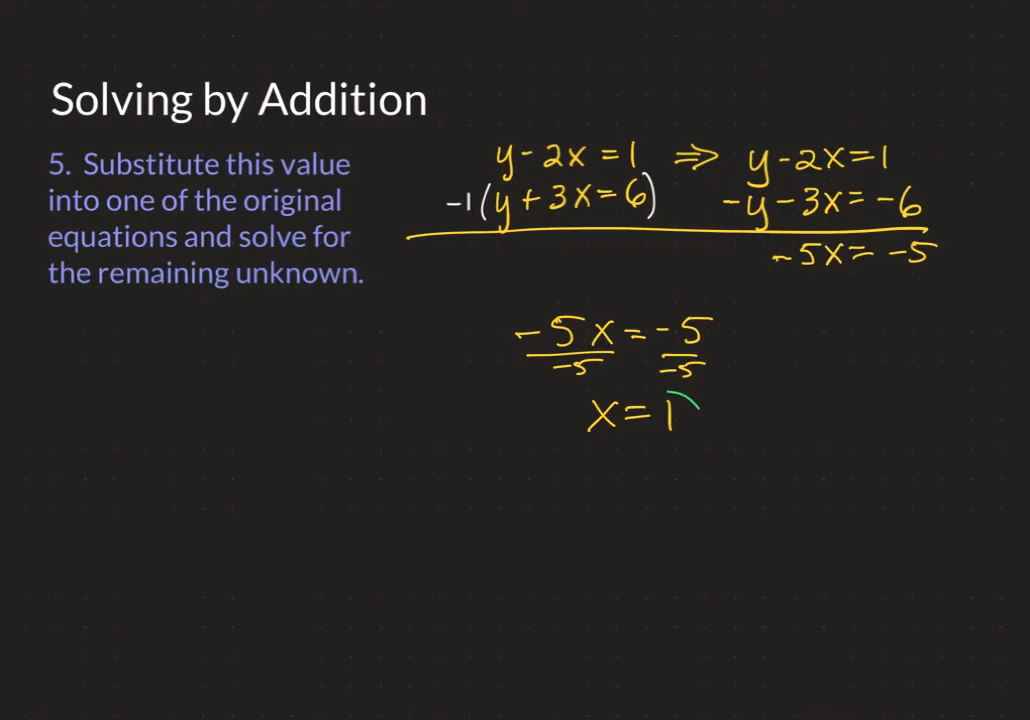 Solving by Addition
5. Substitute this value
into one of the original
equations and solve for
the remaining unknown.
y - 2x = 1 ⇒ y - 2x = 1
-1(y + 3x = 6) -y - 3x = -6
-5x = -5
-5x = -5
-5 -5
x = 1